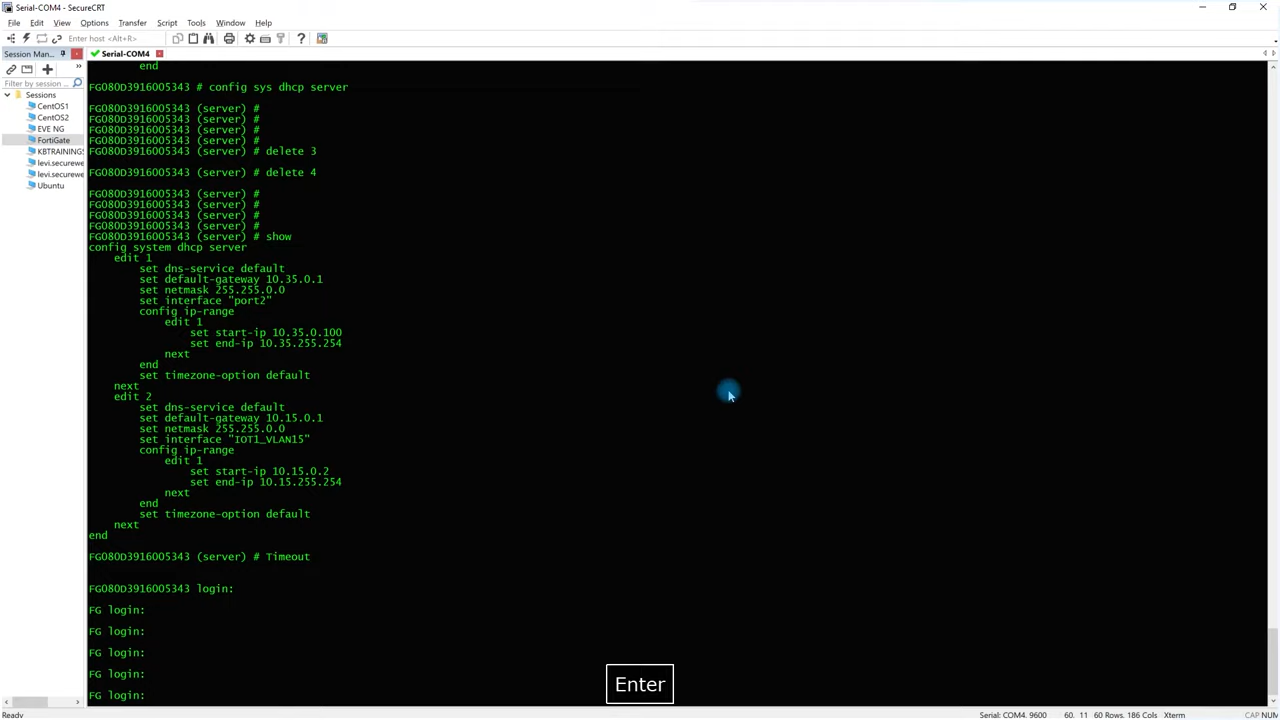 Serial-COM4 - SecureCRT
File Edit View Options Transfer Script Tools Window Help
Enter host <Alt+R>
Session Man...
Serial-COM4
Filter by session ...
Sessions
CentOS1
CentOS2
EVE NG
FortiGate
KBTRAINING
levi.securewe
levi.securewe
Ubuntu
end
FG080D3916005343 # config sys dhcp server
FG080D3916005343 (server) #
FG080D3916005343 (server) #
FG080D3916005343 (server) #
FG080D3916005343 (server) #
FG080D3916005343 (server) # delete 3
FG080D3916005343 (server) # delete 4
FG080D3916005343 (server) #
FG080D3916005343 (server) #
FG080D3916005343 (server) #
FG080D3916005343 (server) #
FG080D3916005343 (server) # show
config system dhcp server
edit 1
set dns-service default
set default-gateway 10.35.0.1
set netmask 255.255.0.0
set interface "port2"
config ip-range
edit 1
set start-ip 10.35.0.100
set end-ip 10.35.255.254
next
end
set timezone-option default
next
edit 2
set dns-service default
set default-gateway 10.15.0.1
set netmask 255.255.0.0
set interface "IOT1_VLAN15"
config ip-range
edit 1
set start-ip 10.15.0.2
set end-ip 10.15.255.254
next
end
set timezone-option default
next
end
FG080D3916005343 (server) # Timeout
FG080D3916005343 login:
FG login:
FG login:
FG login:
FG login:
FG login:
Enter
Ready
Serial: COM4, 9600 60, 11 60 Rows, 186 Cols Xterm CAP NUM